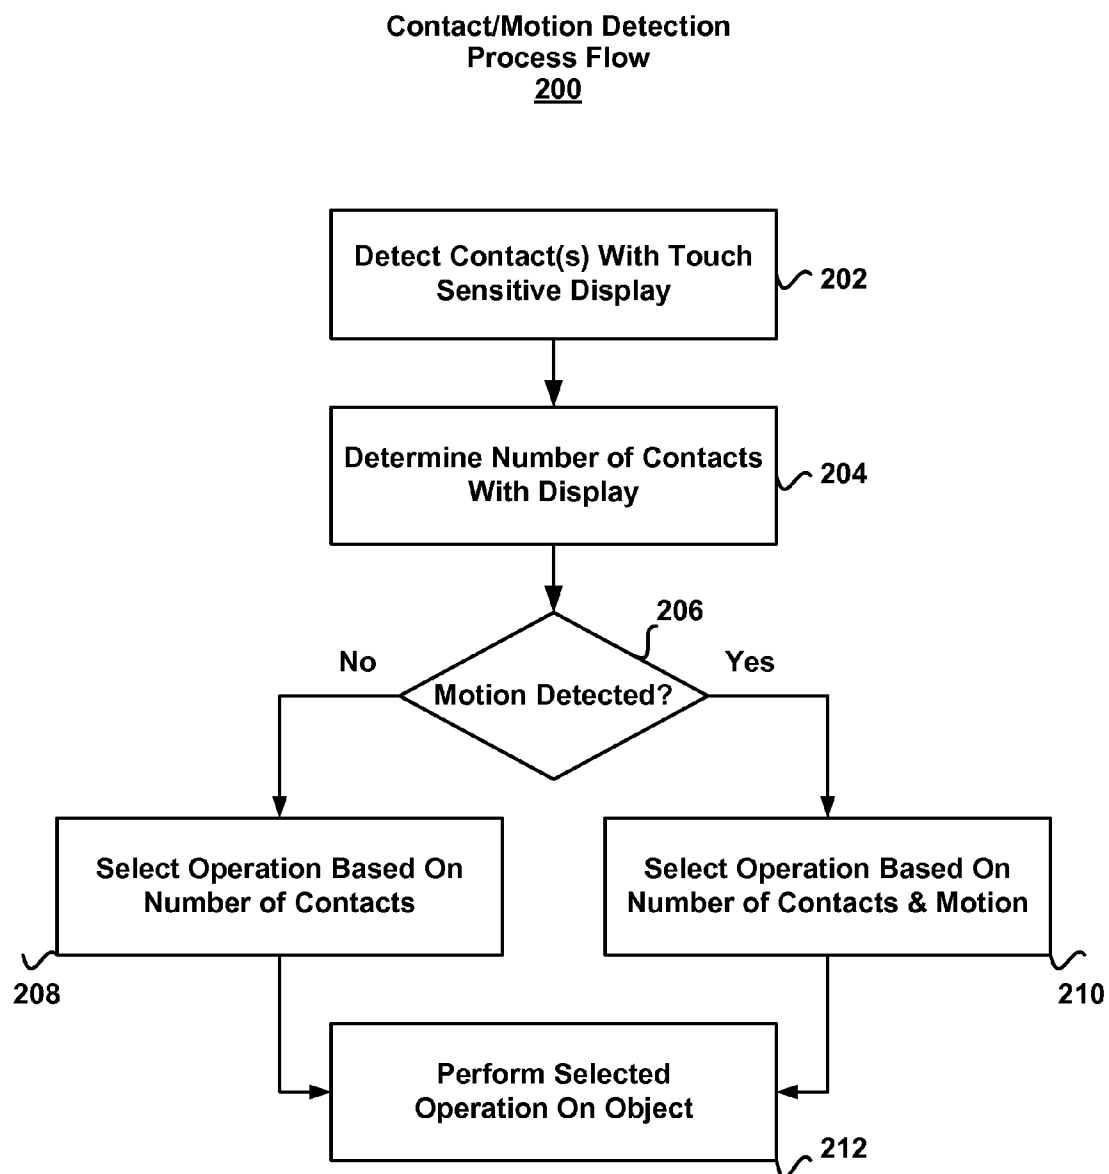 Contact/Motion Detection
Process Flow
200
Detect Contact(s) With Touch
Sensitive Display
202
Determine Number of Contacts
With Display
204
206
No
Yes
Motion Detected?
Select Operation Based On
Number of Contacts
208
Select Operation Based On
Number of Contacts & Motion
210
Perform Selected
Operation On Object
212